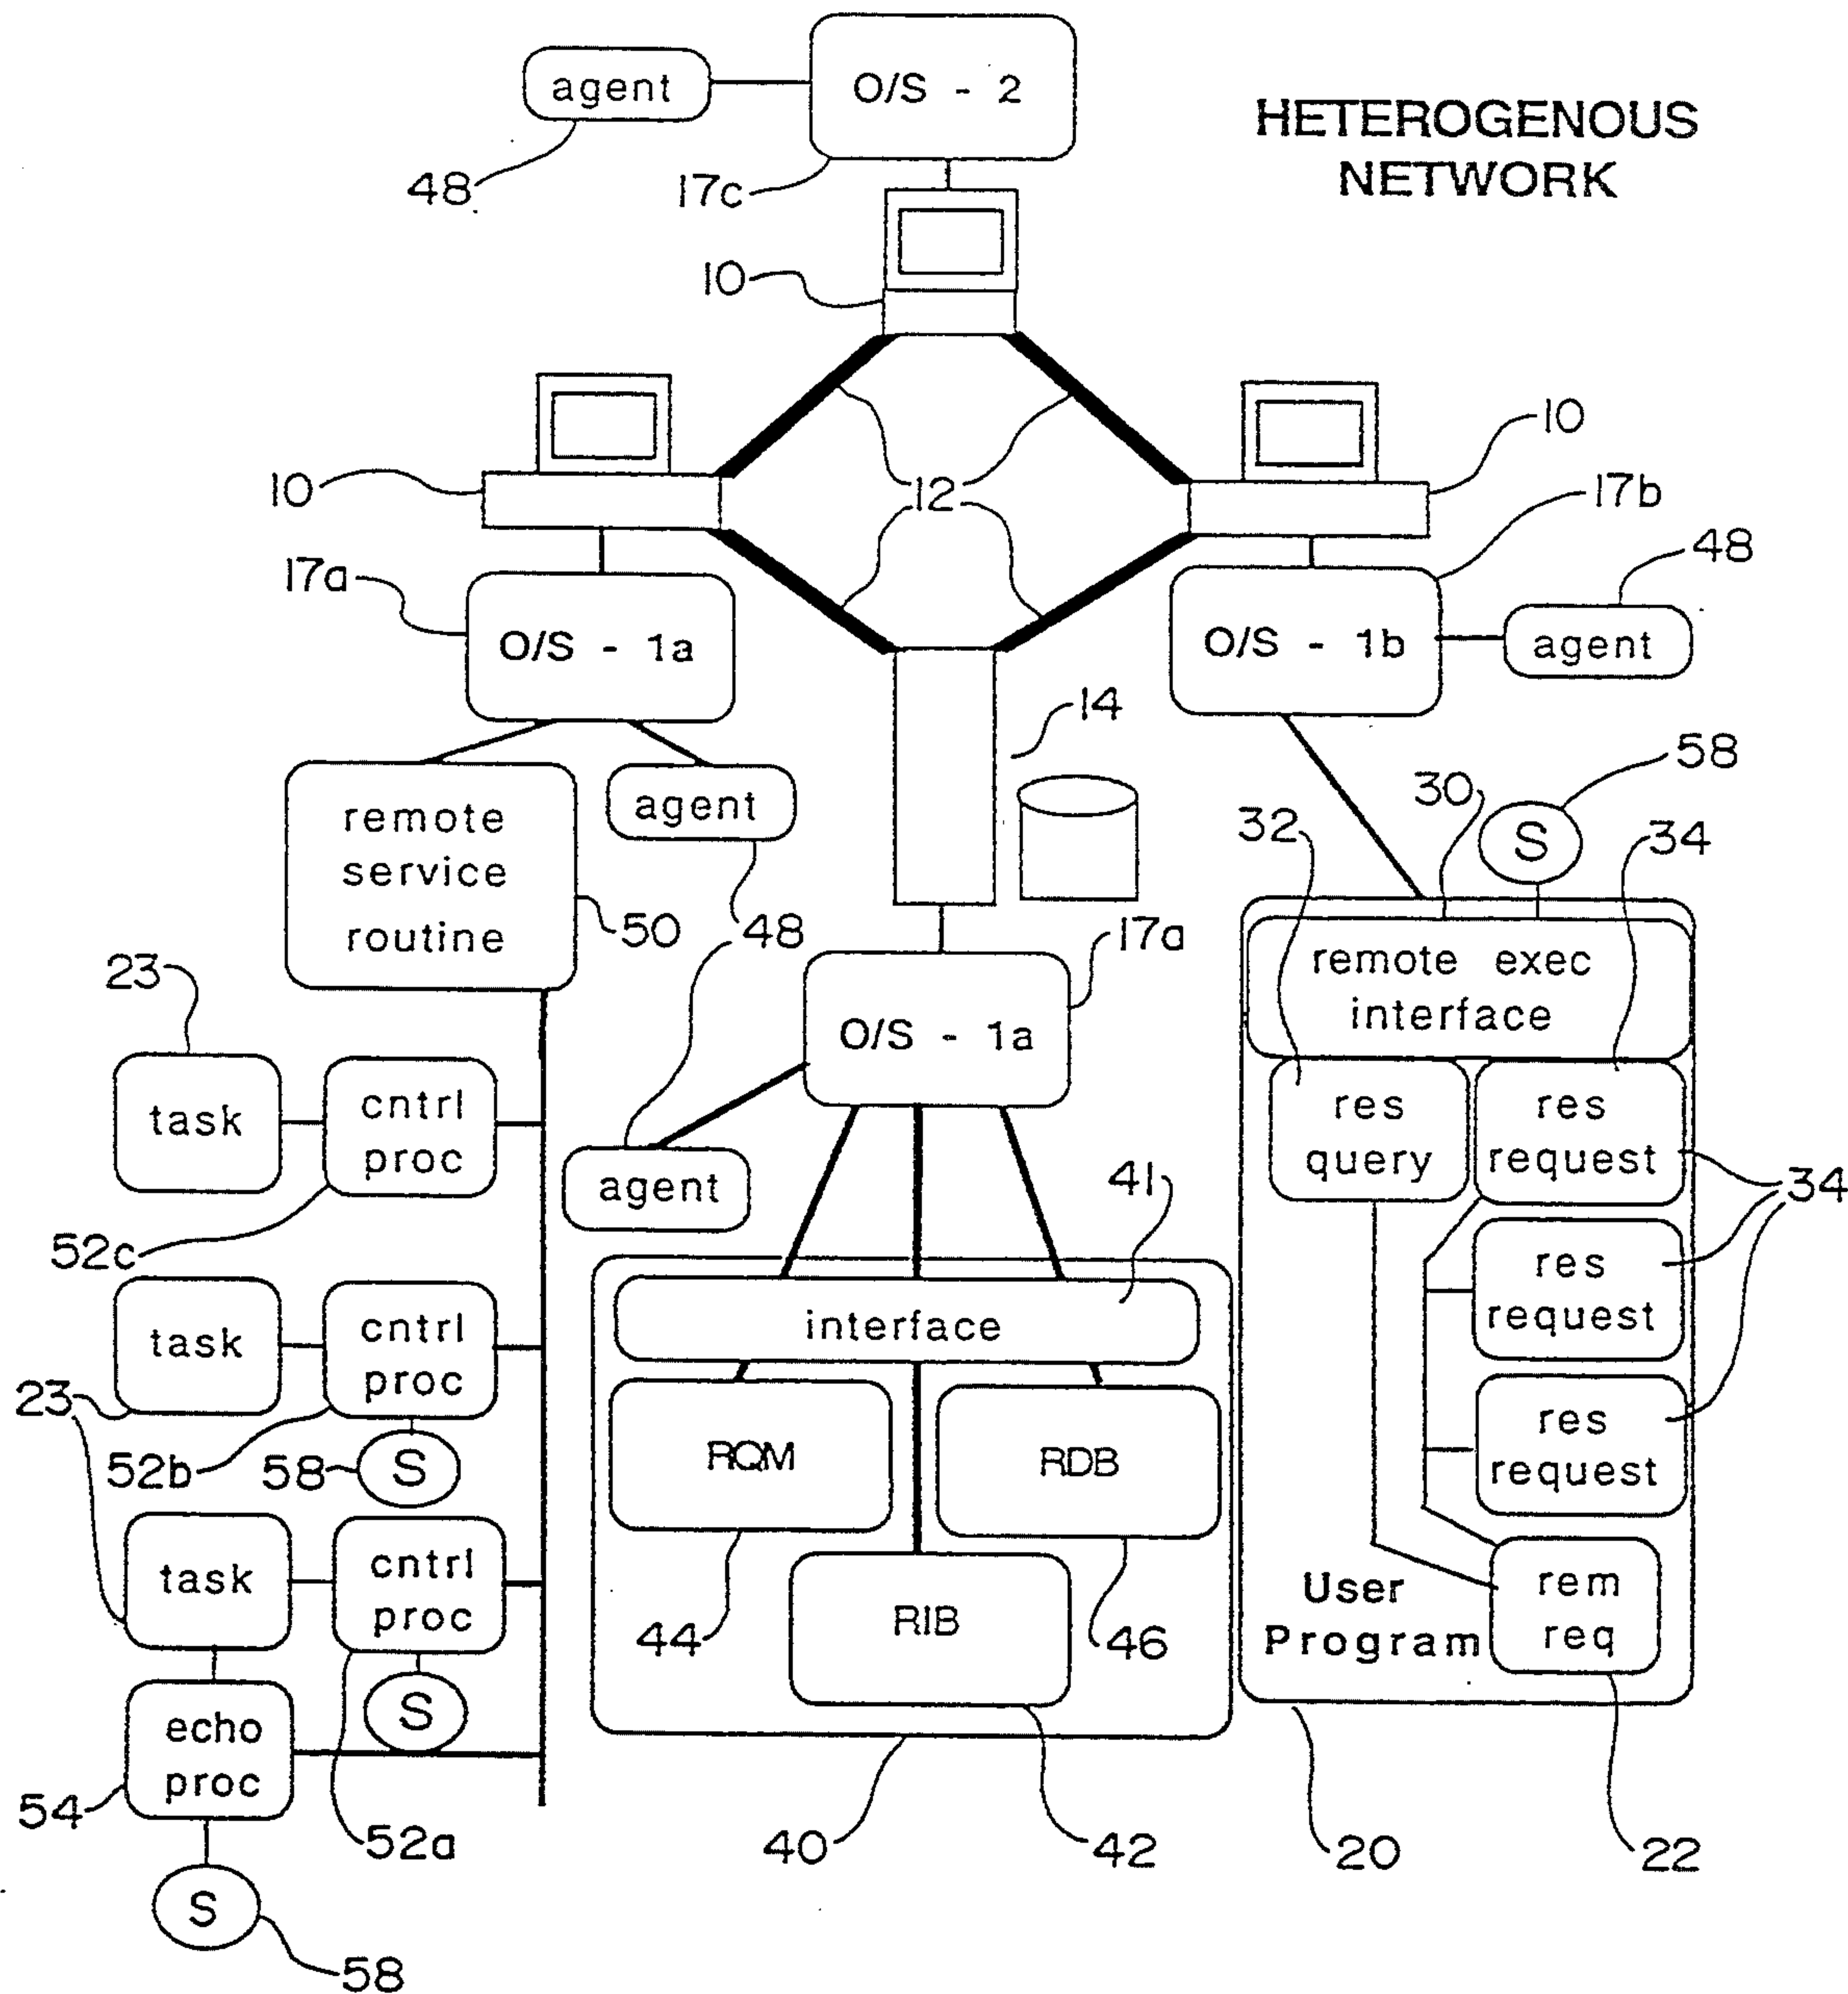 agent
O/S - 2
HETEROGENOUS
NETWORK
48
17c
10
10
10
12
17b
17a
48
O/S - 1a
O/S - 1b
agent
14
58
30
32
S
34
remote
service
routine
agent
50
48
17a
23
remote exec
interface
O/S - 1a
task
cntrl
proc
res
query
res
request
34
agent
41
52c
res
request
interface
task
cntrl
proc
23
res
request
52b
58
S
RQM
RDB
task
cntrl
proc
RIB
44
46
User
Program
rem
req
S
echo
proc
54
52a
40
42
20
22
S
58